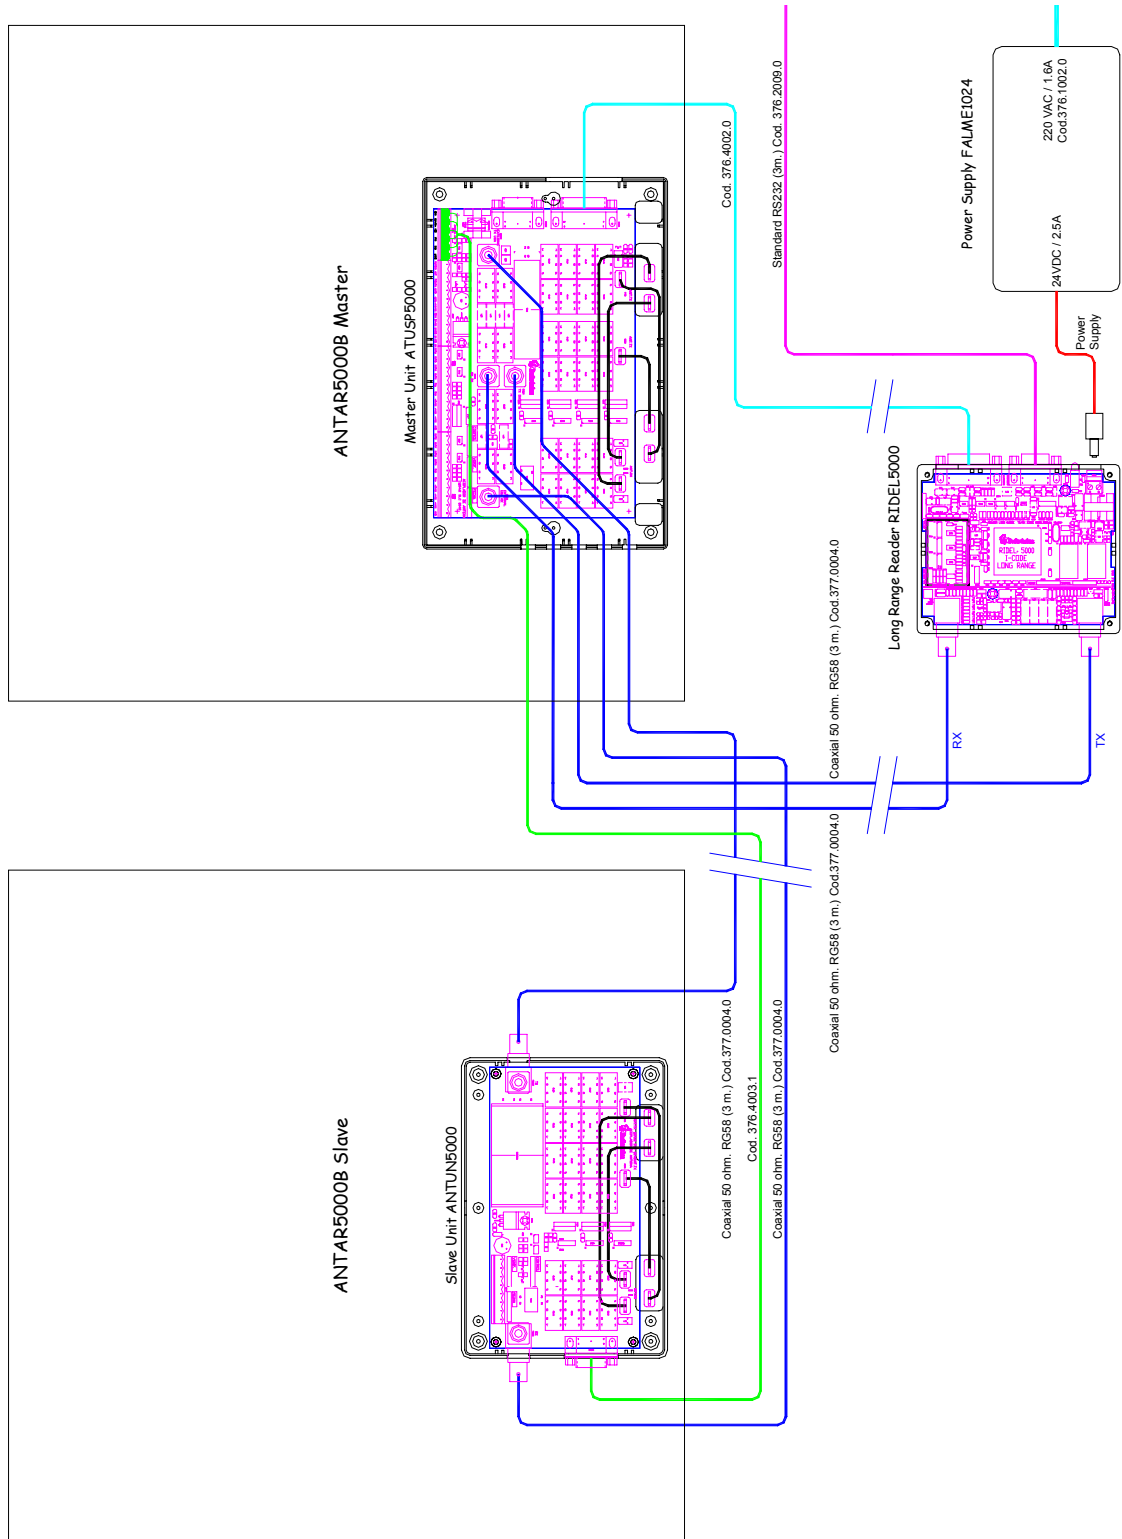 ANTAR5000B Master
Master Unit ATUSP5000
Cod. 376.4002.0
Standard RS232 (3m.) Cod. 376.2009.0
Power Supply FALME1024
220 VAC / 1.6A
Cod.376.1002.0
24VDC / 2.5A
Power
Supply
Long Range Reader RIDEL5000
RIDEL-5000
I-CODE
LONG RANGE
RX
TX
Coaxial 50 ohm. RG58 (3 m.) Cod.377.0004.0
Coaxial 50 ohm. RG58 (3 m.) Cod.377.0004.0
ANTAR5000B Slave
Slave Unit ANTUN5000
Coaxial 50 ohm. RG58 (3 m.) Cod.377.0004.0
Cod. 376.4003.1
Coaxial 50 ohm. RG58 (3 m.) Cod.377.0004.0